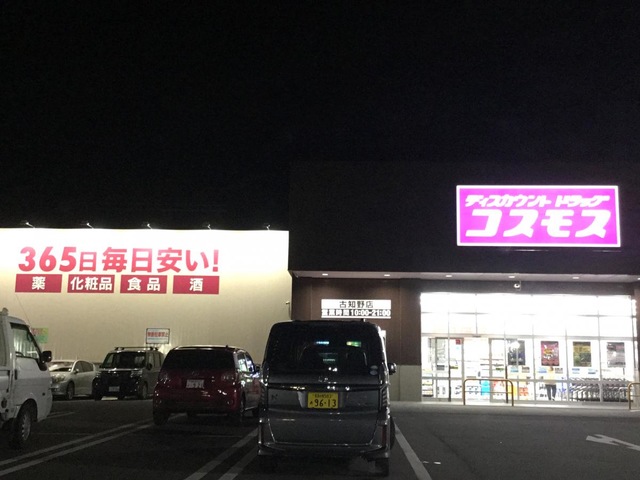 ディスカウント ドラッグ
コスモス
365日毎日安い!
薬 化粧品 食品 酒
古知野店
営業時間10:00-21:00
96-13